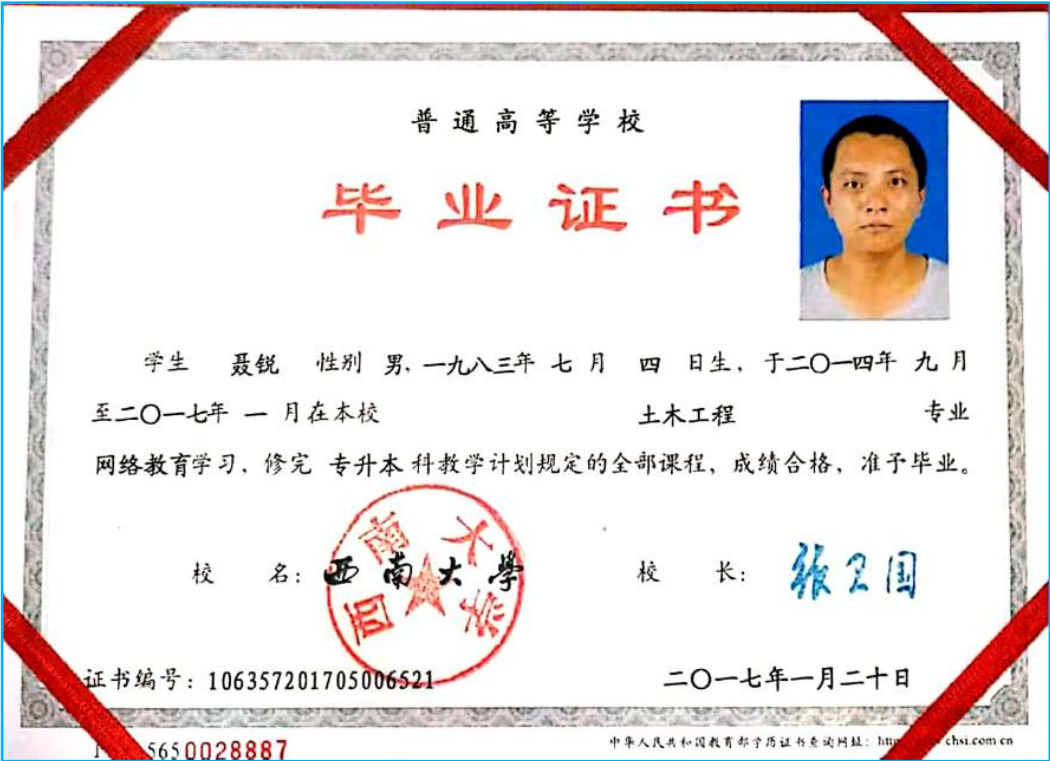 普通高等学校
毕业证书
学生 聂锐 性别 男，一九八三年 七 月 四 日生，于二〇一四年 九 月
至二〇一七年 一 月在本校 土木工程 专业
网络教育学习，修完 专升本 科教学计划规定的全部课程，成绩合格，准予毕业。
西南大学
校 名：西南大學 校 长：张卫国
证书编号：106357201705006521 二〇一七年一月二十日
5650028887 中华人民共和国教育部学历证书查询网址：chsi.com.cn